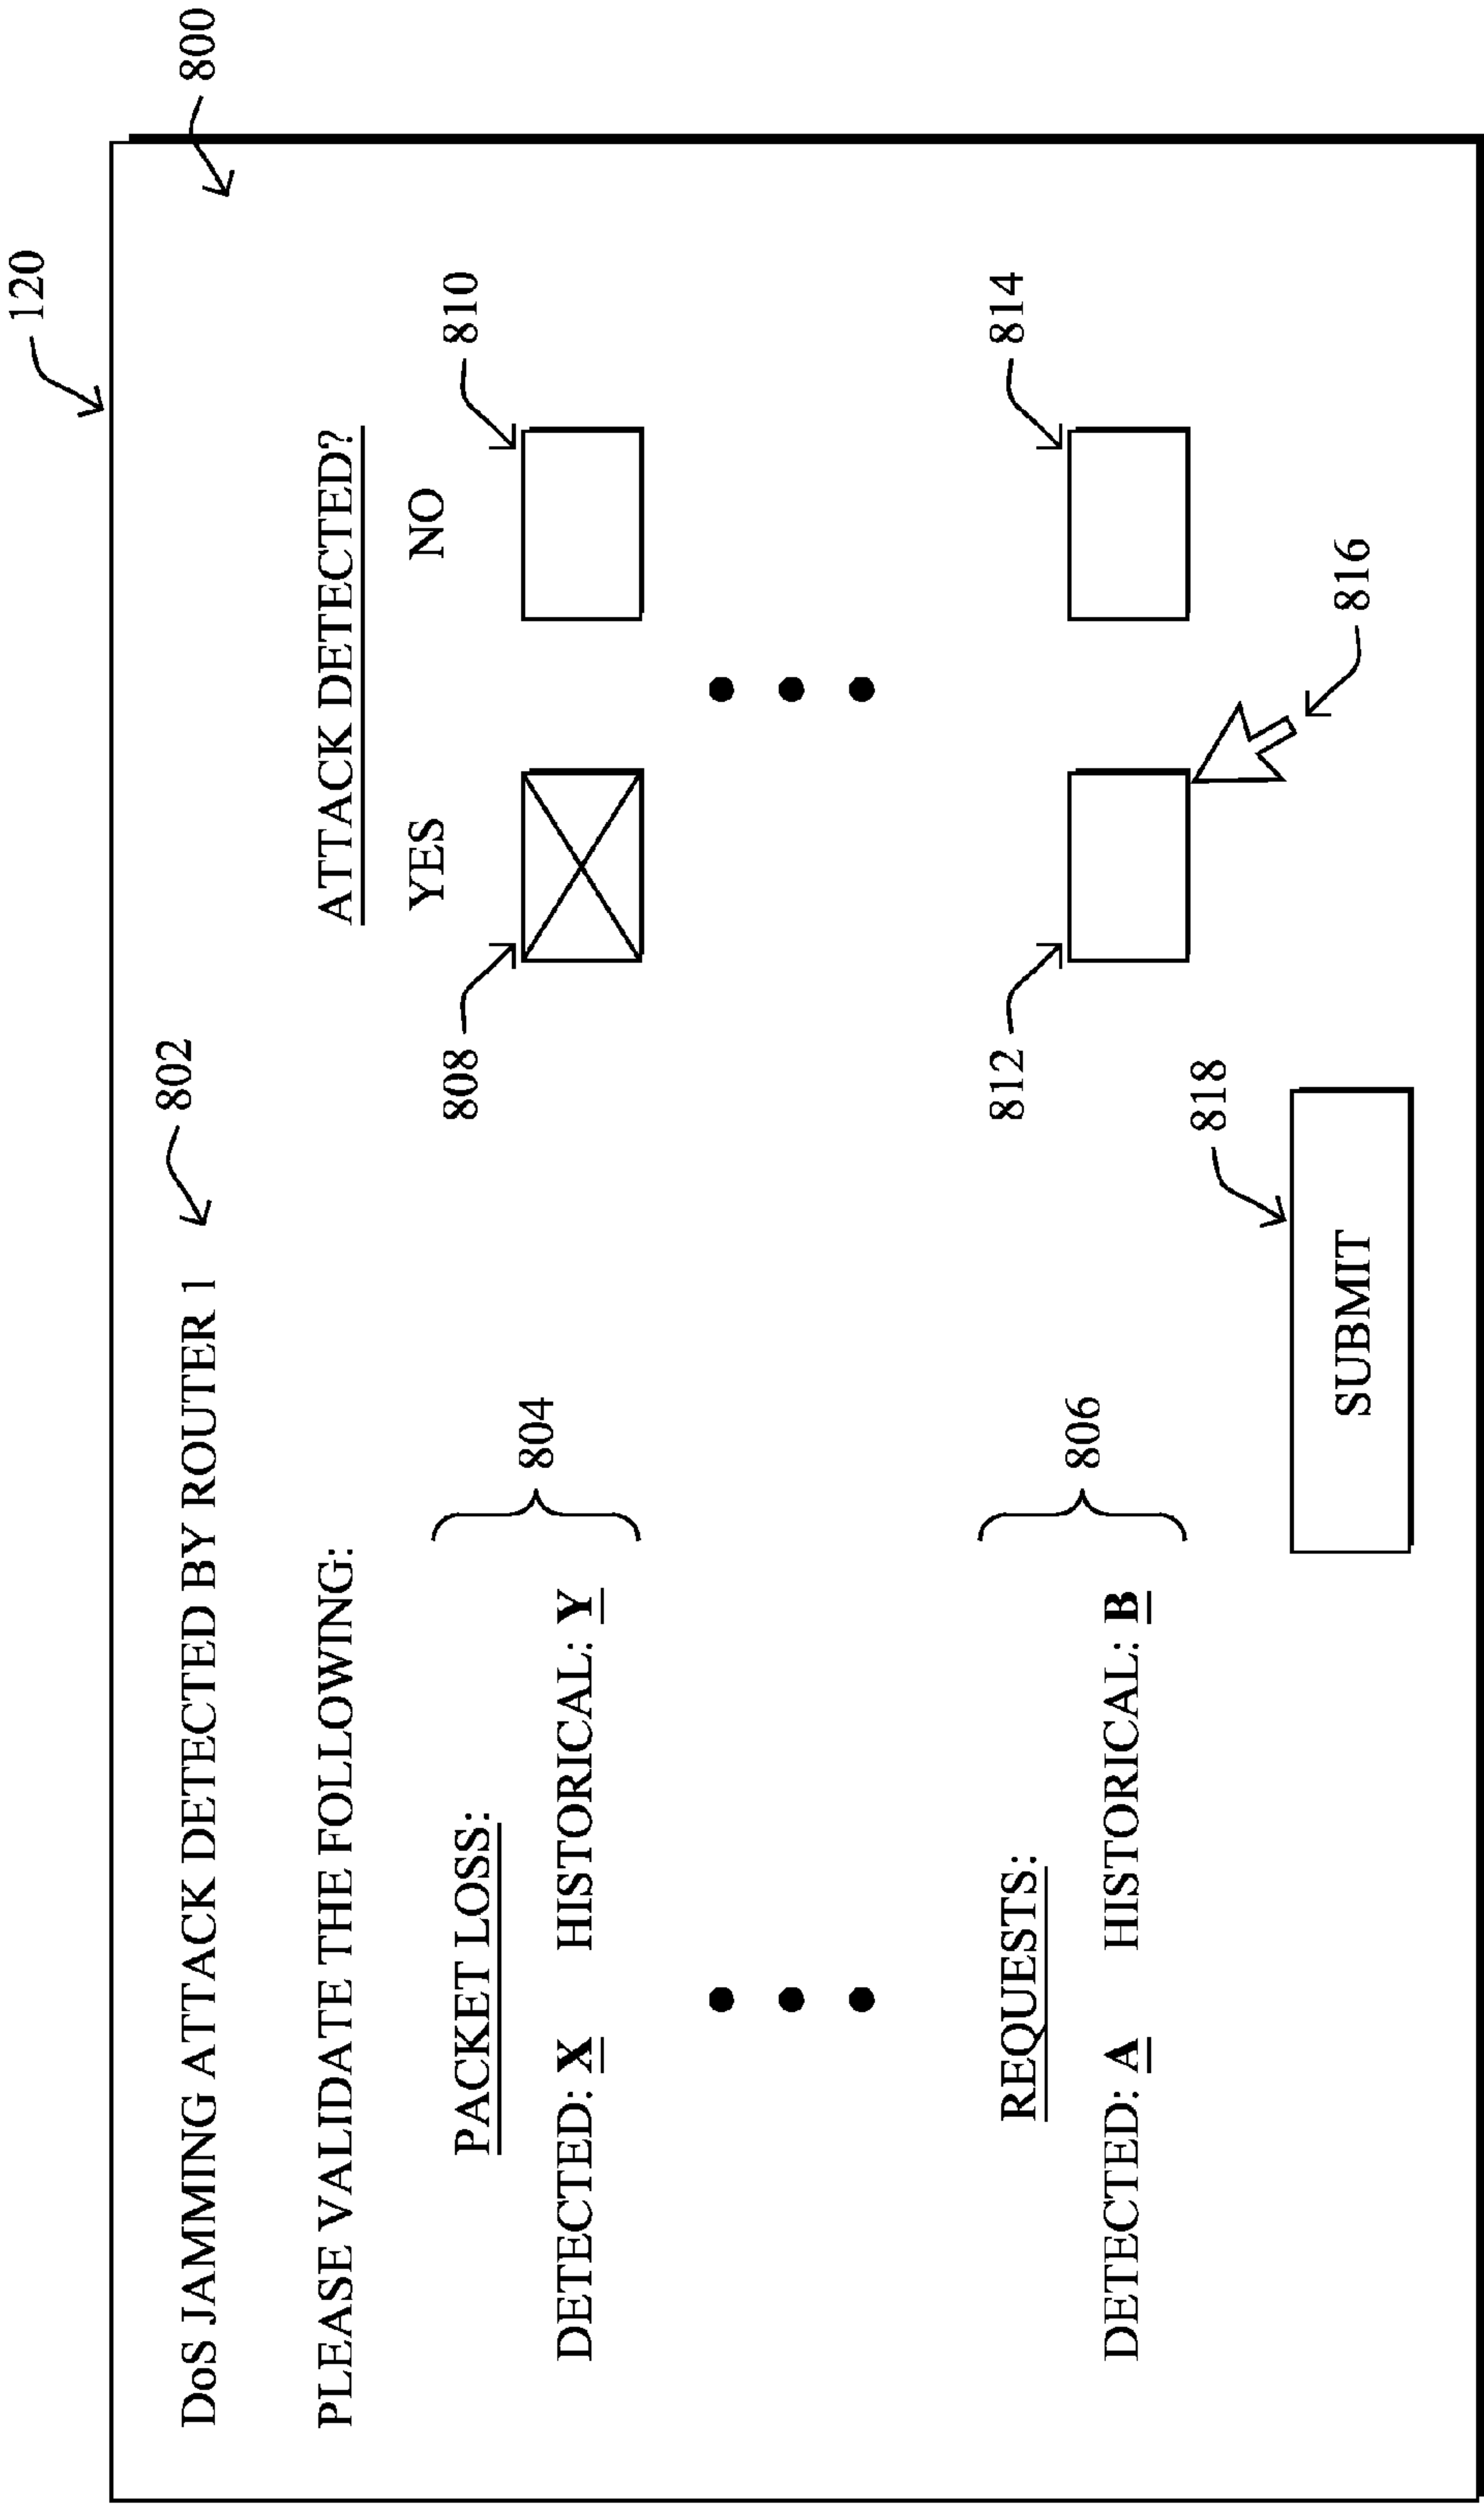 120
800
DoS JAMMING ATTACK DETECTED BY ROUTER 1
802
PLEASE VALIDATE THE FOLLOWING:
ATTACK DETECTED?
YES
NO
PACKET LOSS:
804
808
810
DETECTED: X HISTORICAL: Y
REQUESTS:
806
812
814
DETECTED: A HISTORICAL: B
818
816
SUBMIT